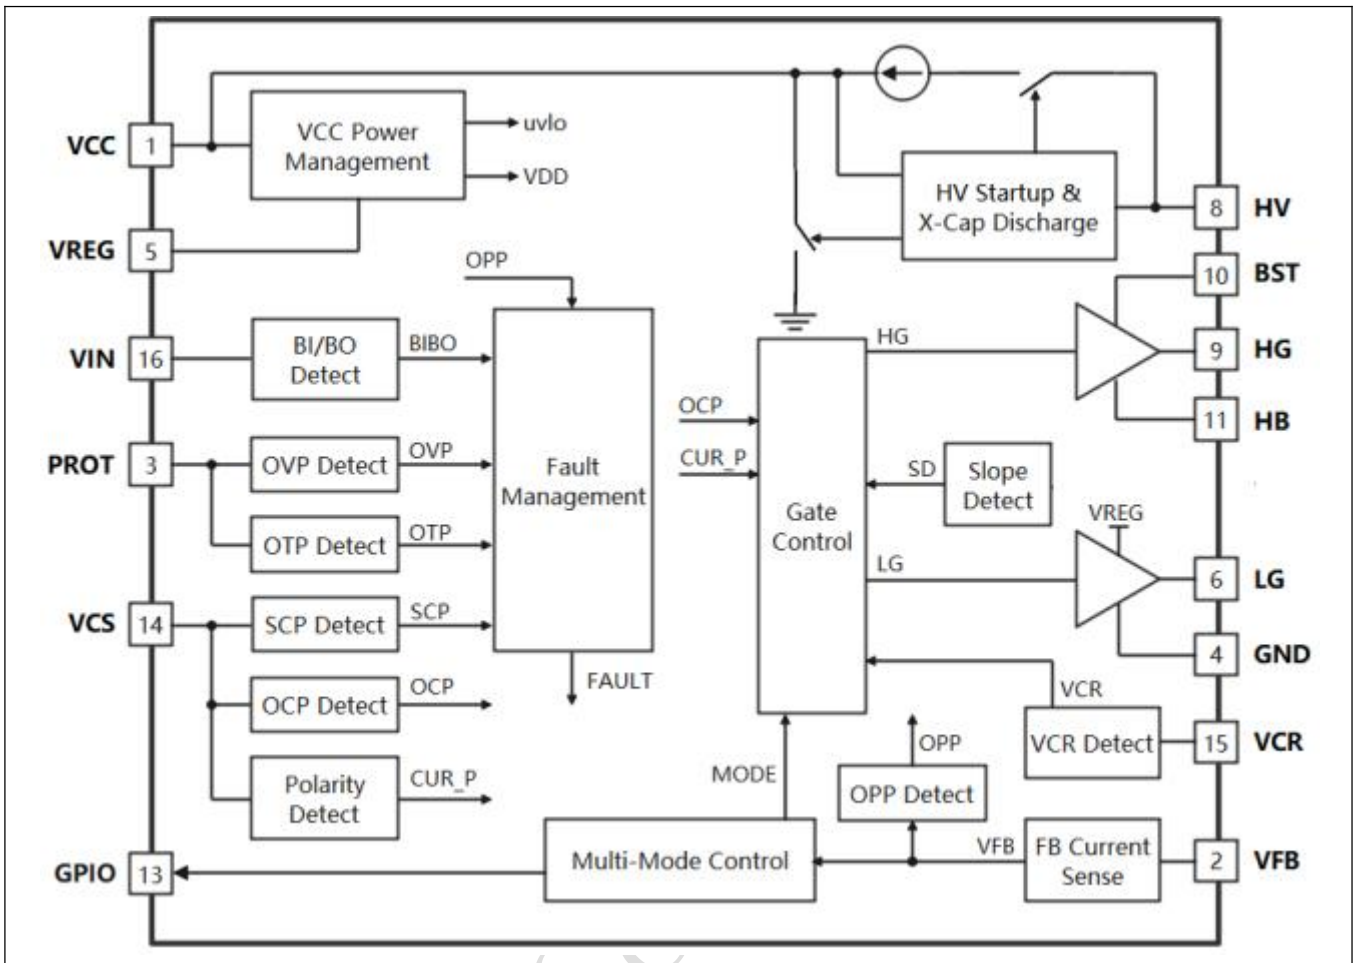 VCC
1
VCC Power
Management
uvlo
VDD
HV Startup &
X-Cap Discharge
8
HV
VREG
5
OPP
10
BST
VIN
16
BI/BO
Detect
BIBO
HG
9
HG
OCP
11
HB
PROT
3
OVP Detect
OVP
Fault
Management
CUR_P
SD
Slope
Detect
Gate
Control
VREG
OTP Detect
OTP
LG
6
LG
VCS
14
SCP Detect
SCP
4
GND
FAULT
OCP Detect
OCP
VCR
VCR Detect
15
VCR
Polarity
Detect
CUR_P
MODE
OPP
OPP Detect
GPIO
13
Multi-Mode Control
VFB
FB Current
Sense
2
VFB